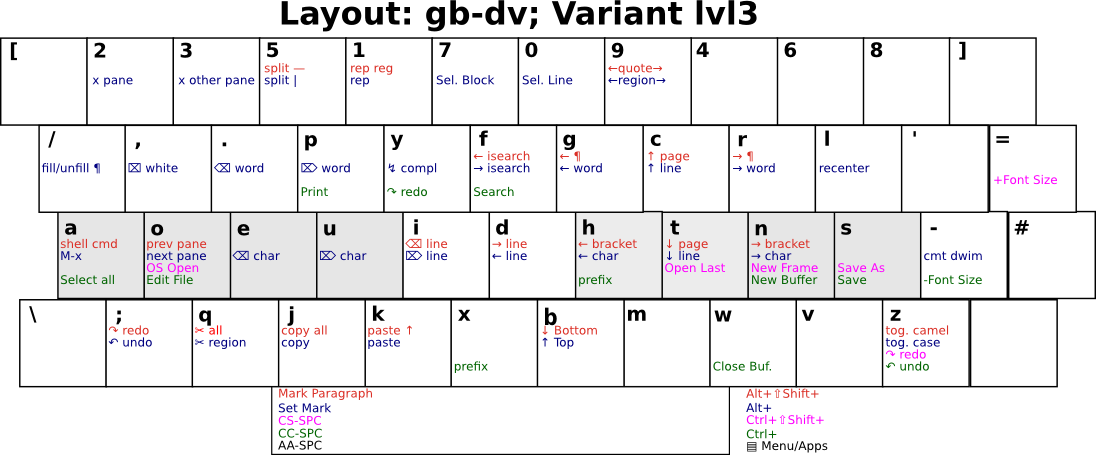 Layout: gb-dv; Variant lvl3
[ 2 3 5 1 7 0 9 4 6 8 ]
split — rep reg ←quote→
x pane x other pane split | rep Sel. Block Sel. Line ←region→
/ , . p y f g c r l ' =
← isearch ← ¶ ↑ page → ¶
fill/unfill ¶ ⌧ white ⌫ word ⌦ word ↯ compl → isearch ← word ↑ line → word recenter
+Font Size
Print ↷ redo Search
a o e u i d h t n s - #
shell cmd prev pane ⌫ line → line ← bracket ↓ page → bracket
M-x next pane ⌫ char ⌦ char ⌦ line ← line ← char ↓ line → char cmt dwim
OS Open Open Last New Frame Save As
Select all Edit File prefix New Buffer Save -Font Size
\ ; q j k x b m w v z
↷ redo ✂ all copy all paste ↑ ↓ Bottom tog. camel
↶ undo ✂ region copy paste ↑ Top tog. case
↷ redo
prefix Close Buf. ↶ undo
Mark Paragraph Alt+⇧Shift+
Set Mark Alt+
CS-SPC Ctrl+⇧Shift+
CC-SPC Ctrl+
AA-SPC ▤ Menu/Apps